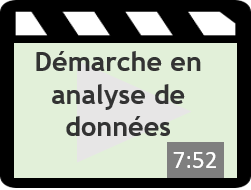 Démarche en
analyse de
données
7:52